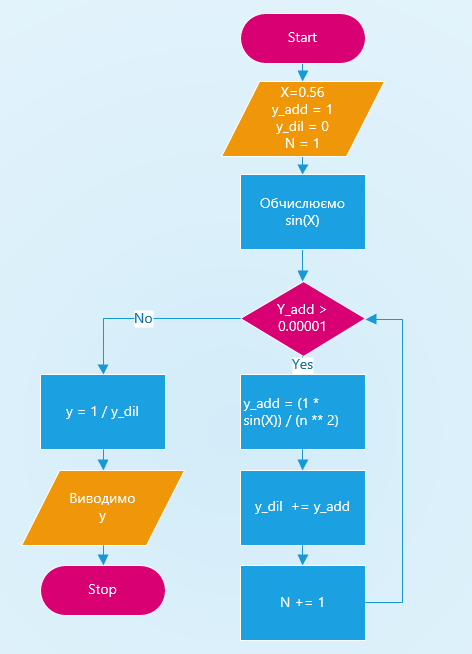 Start
X=0.56
y_add = 1
y_dil = 0
N = 1
Обчислюємо
sin(X)
Y_add >
0.00001
No
Yes
y = 1 / y_dil
y_add = (1 *
sin(X)) / (n ** 2)
Виводимо
y
y_dil += y_add
Stop
N += 1